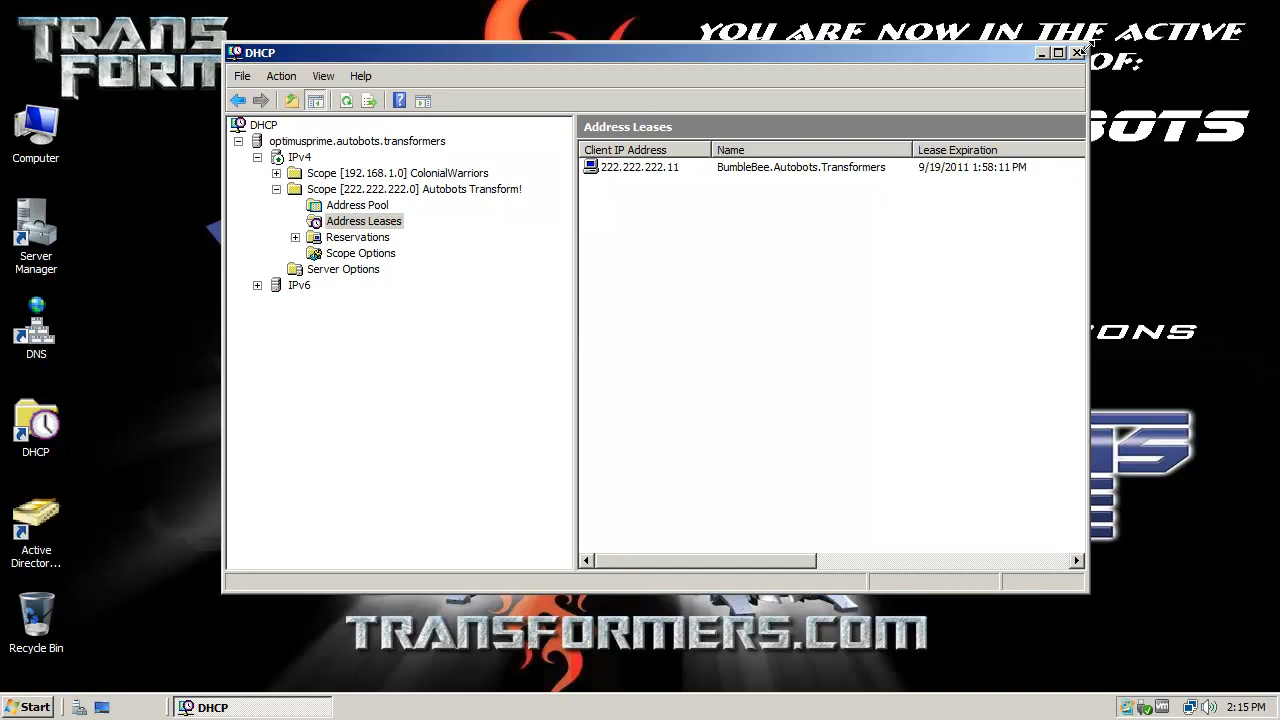 TRANS
FORM
YOU ARE NOW IN THE ACTIVE
OF:
BOTS
ONS
Computer
Server
Manager
DNS
DHCP
Active
Director...
Recycle Bin
DHCP
File Action View Help
DHCP
optimusprime.autobots.transformers
IPv4
Scope [192.168.1.0] ColonialWarriors
Scope [222.222.222.0] Autobots Transform!
Address Pool
Address Leases
Reservations
Scope Options
Server Options
IPv6
Address Leases
Client IP Address Name Lease Expiration
222.222.222.11 BumbleBee.Autobots.Transformers 9/19/2011 1:58:11 PM
TRANSFORMERS.COM
Start DHCP 2:15 PM